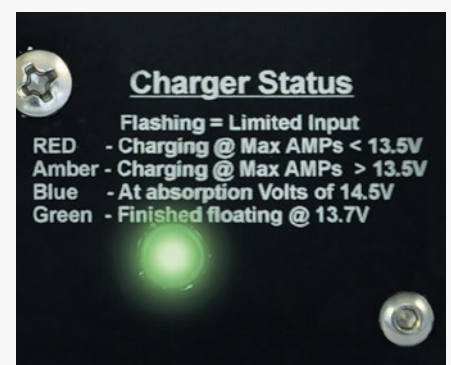 Charger Status
Flashing = Limited Input
RED - Charging @ Max AMPs < 13.5V
Amber - Charging @ Max AMPs > 13.5V
Blue - At absorption Volts of 14.5V
Green - Finished floating @ 13.7V